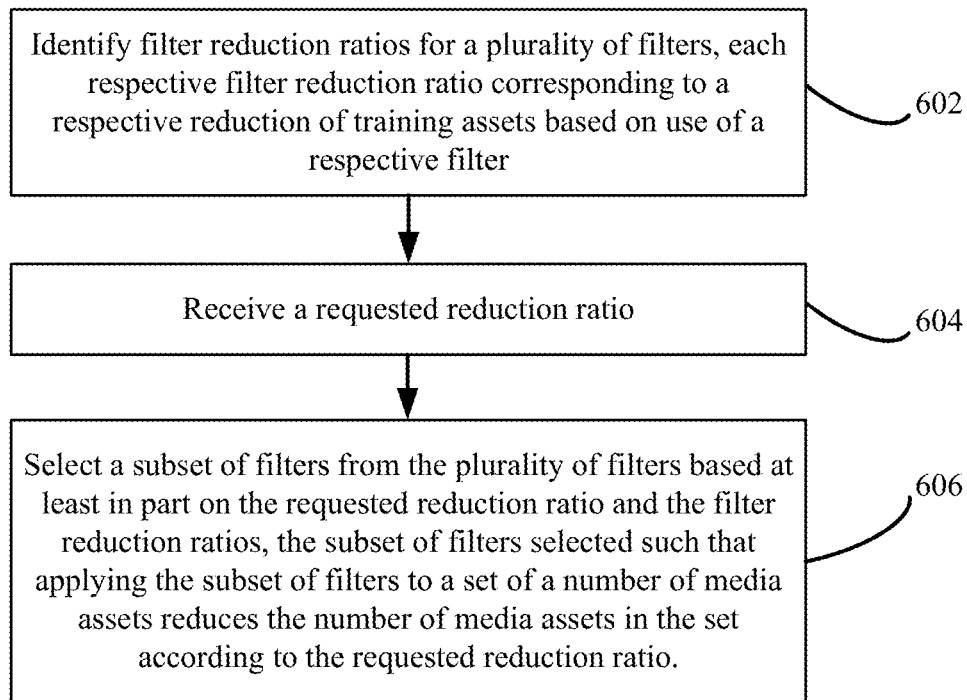 Identify filter reduction ratios for a plurality of filters, each
respective filter reduction ratio corresponding to a
respective reduction of training assets based on use of a
respective filter
602
Receive a requested reduction ratio
604
Select a subset of filters from the plurality of filters based at
least in part on the requested reduction ratio and the filter
reduction ratios, the subset of filters selected such that
applying the subset of filters to a set of a number of media
assets reduces the number of media assets in the set
according to the requested reduction ratio.
606